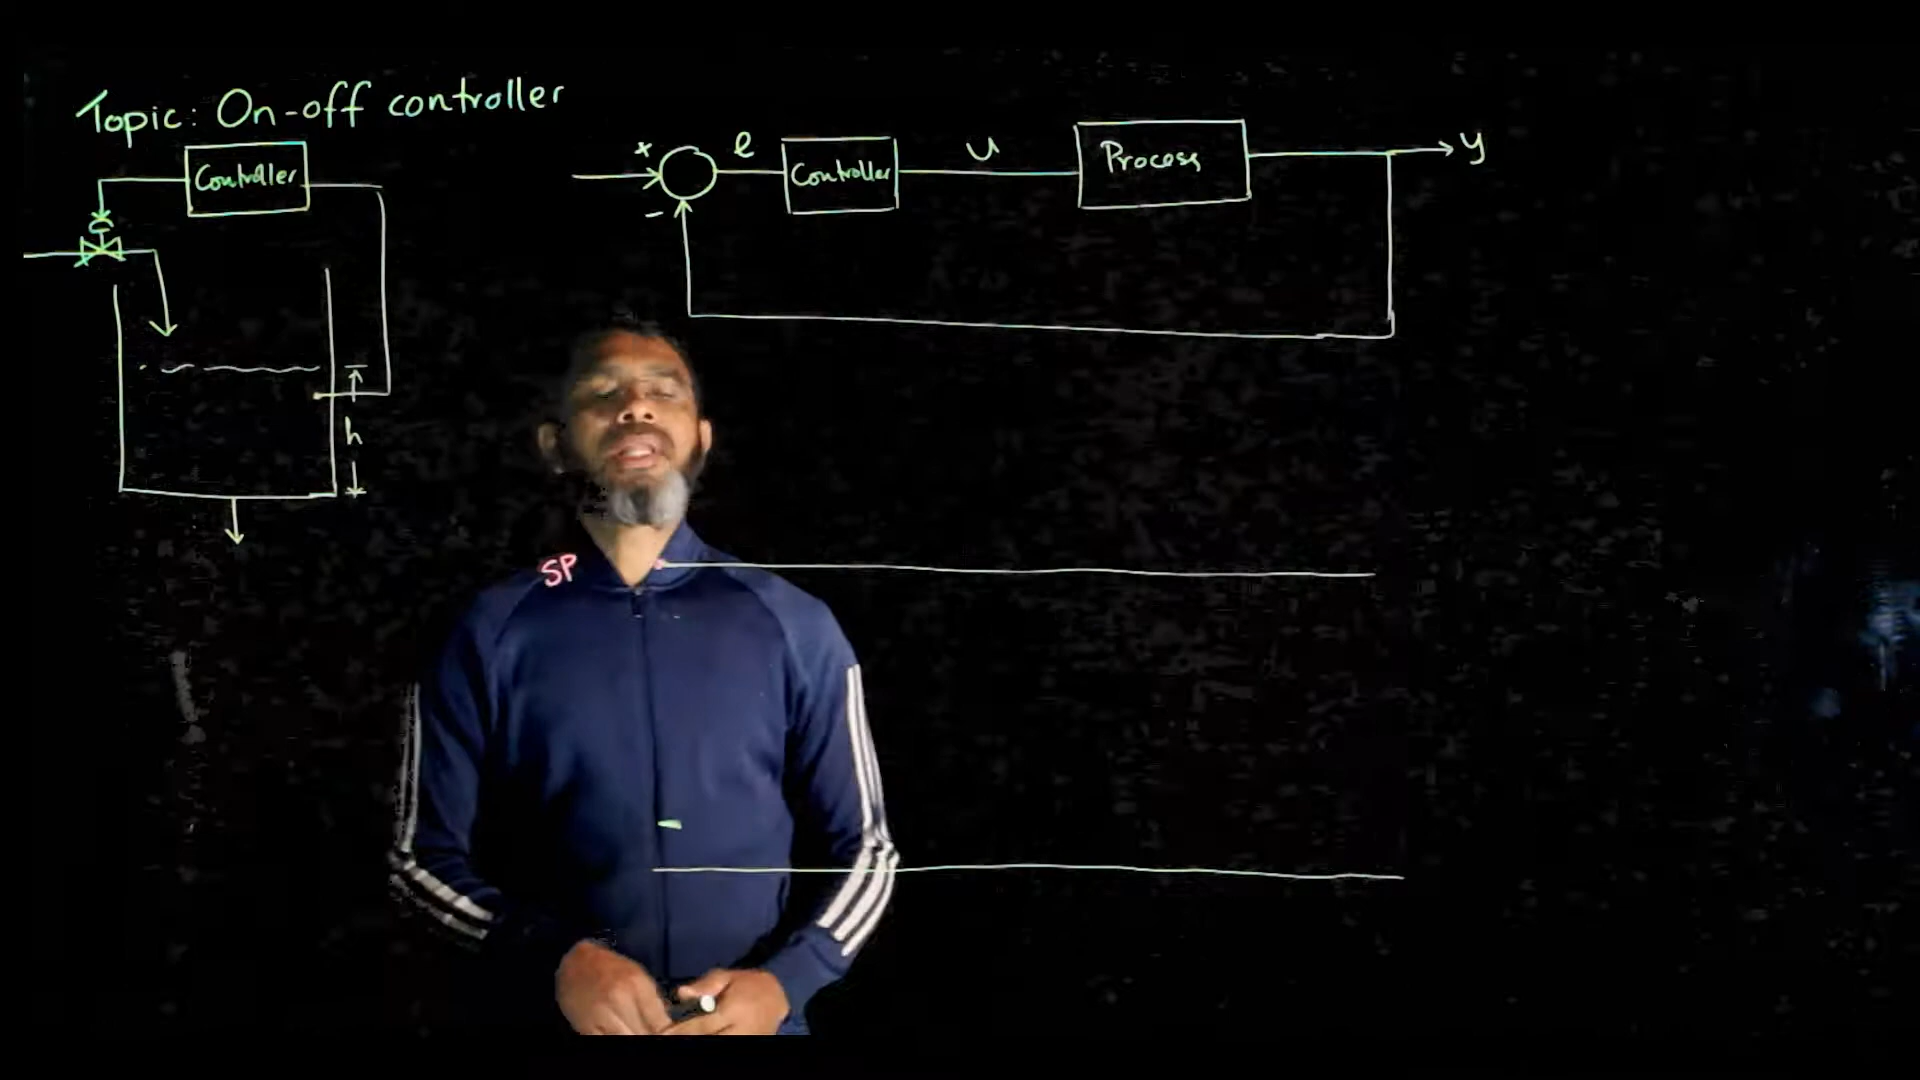 Topic: On-off controller
Controller
h
+
-
e
Controller
u
Process
y
SP